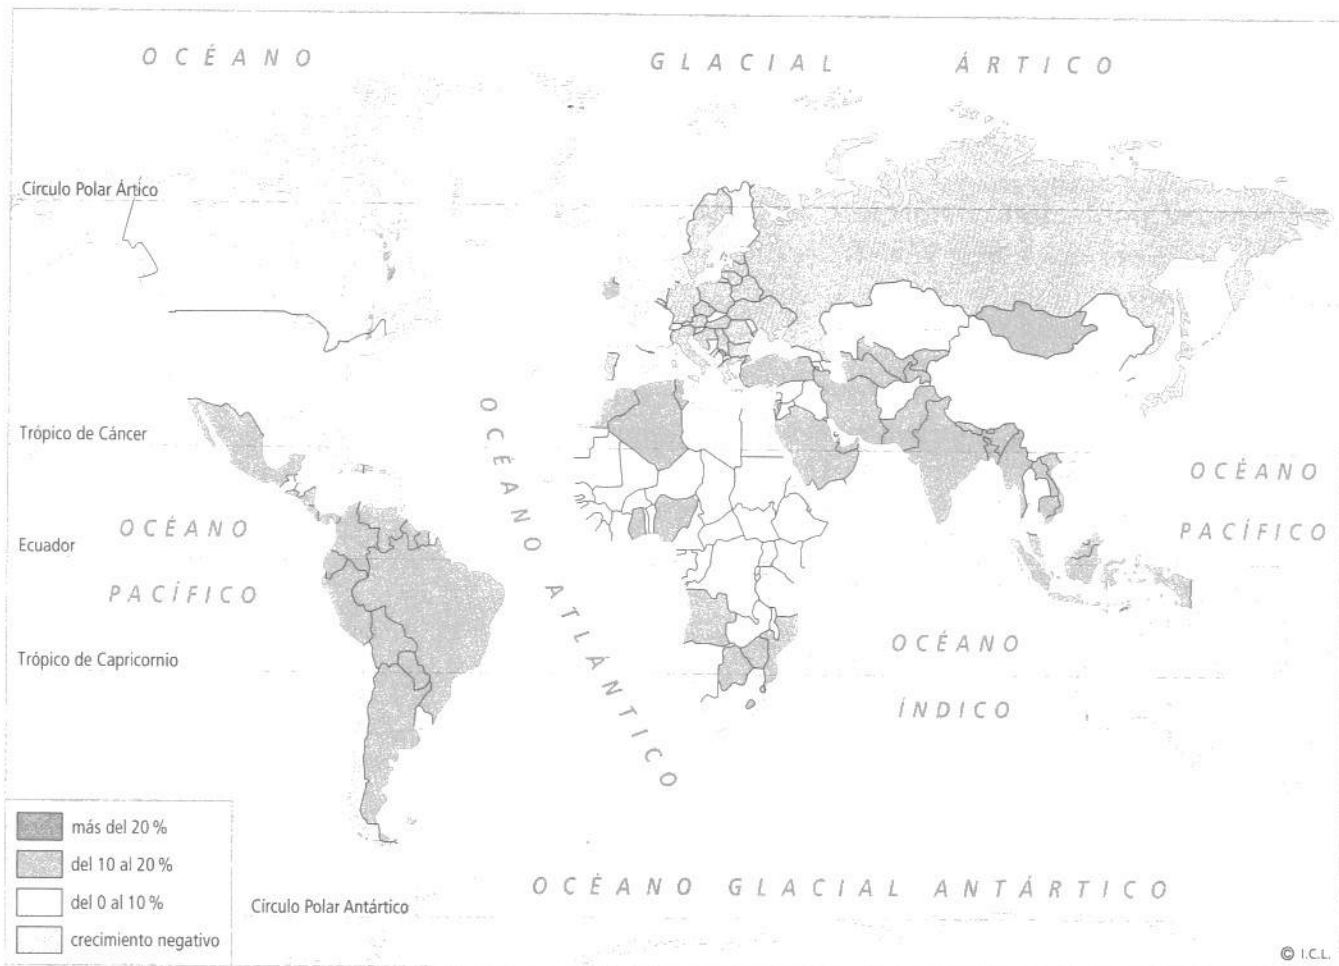 OCÉANO GLACIAL ÁRTICO
Círculo Polar Ártico
Trópico de Cáncer
OCÉANO
PACÍFICO
Ecuador
Trópico de Capricornio
OCÉANO ATLÁNTICO
OCÉANO
PACÍFICO
OCÉANO
ÍNDICO
más del 20 %
del 10 al 20 %
del 0 al 10 %
crecimiento negativo
OCÉANO GLACIAL ANTÁRTICO
Círculo Polar Antártico
© I.C.L.